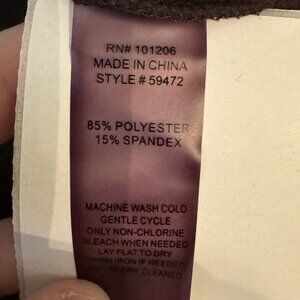 RN# 101206
MADE IN CHINA
STYLE # 59472
85% POLYESTER
15% SPANDEX
MACHINE WASH COLD
GENTLE CYCLE
ONLY NON-CHLORINE
BLEACH WHEN NEEDED
LAY FLAT TO DRY
IRON IF NEEDED
DRY CLEANED